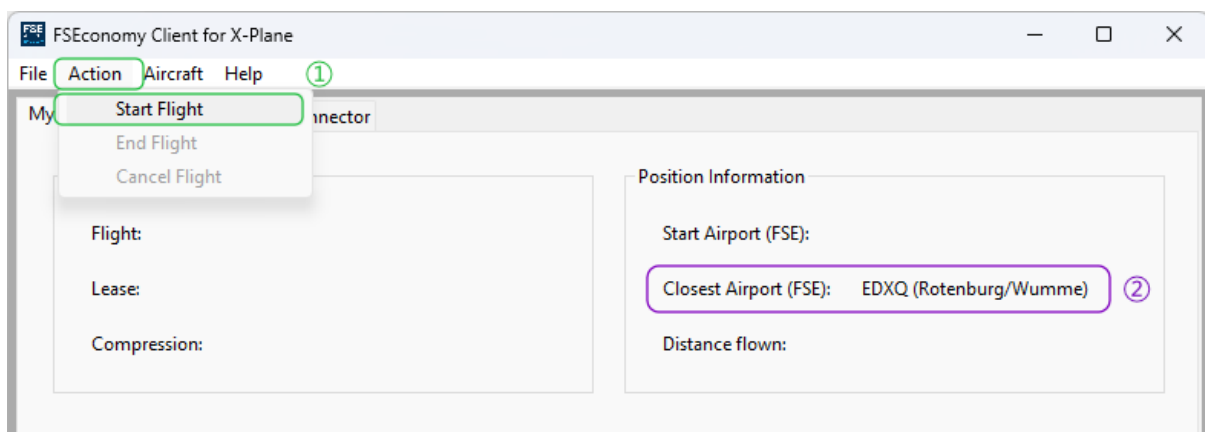 FSE FSEconomy Client for X-Plane
File Action Aircraft Help ①
My nnector
Start Flight
End Flight
Cancel Flight
Flight:
Lease:
Compression:
Position Information
Start Airport (FSE):
Closest Airport (FSE): EDXQ (Rotenburg/Wumme) ②
Distance flown: